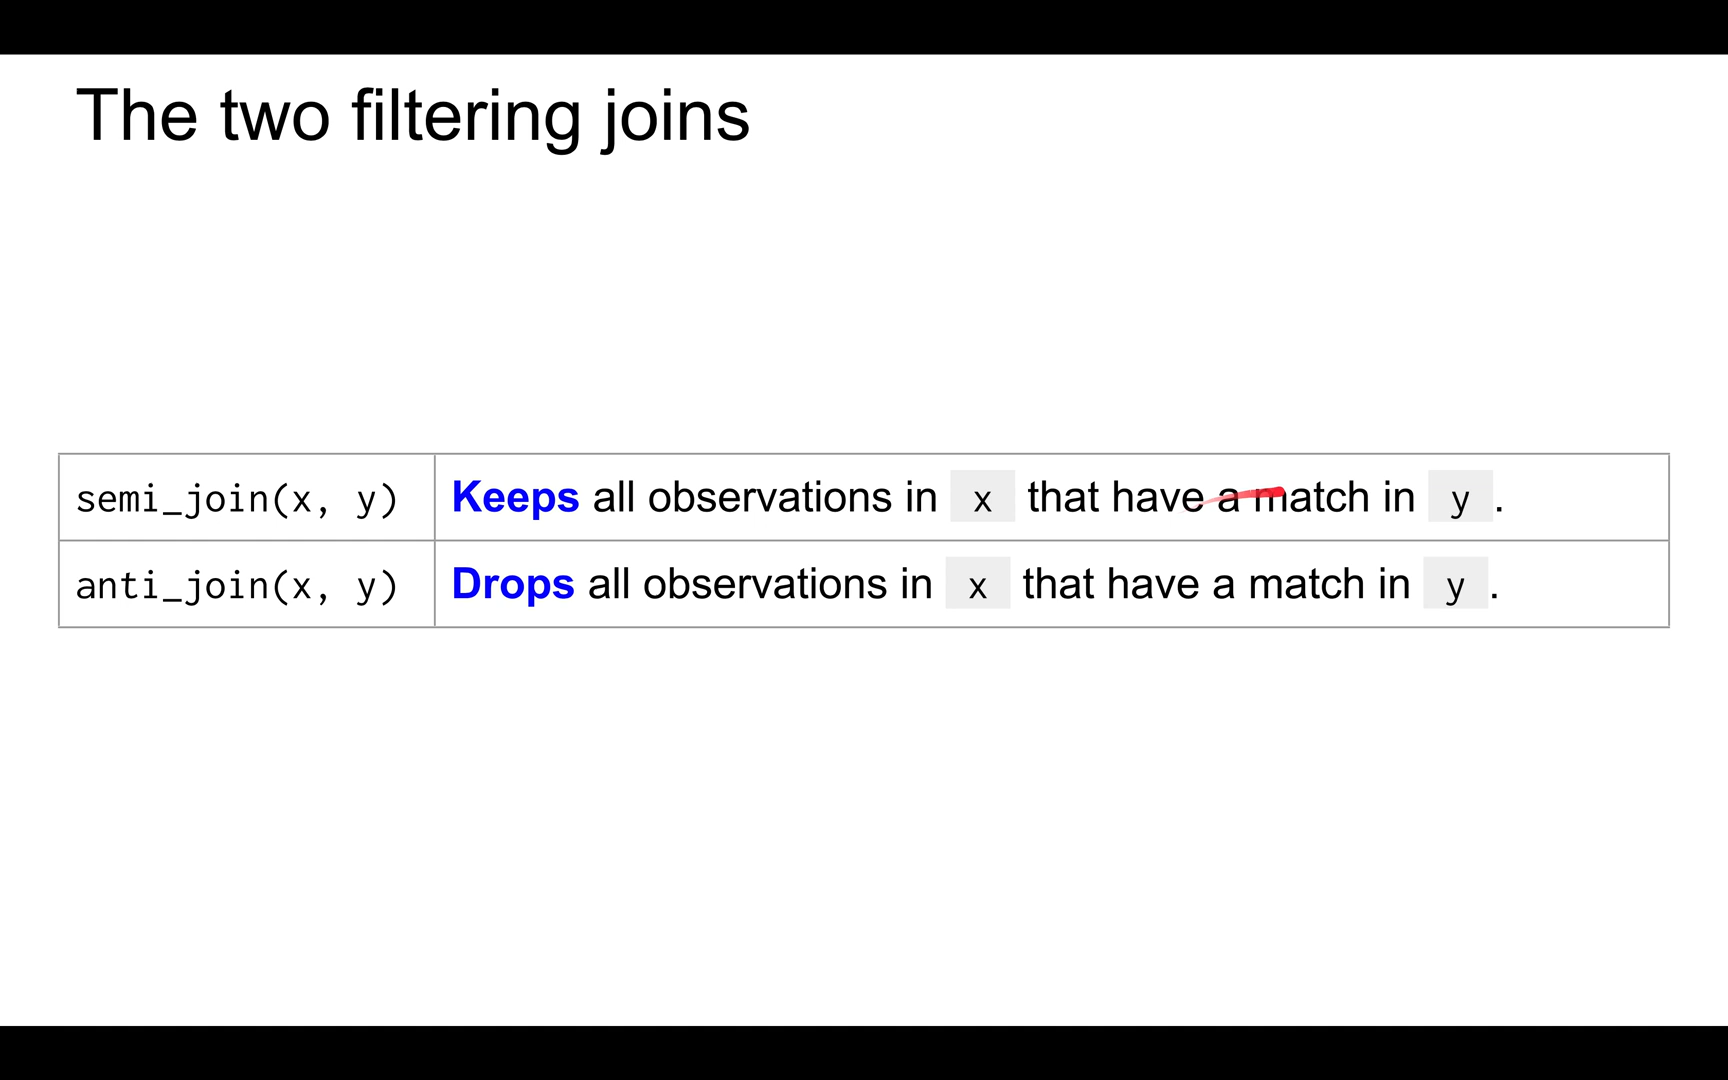 The two filtering joins
semi_join(x, y) Keeps all observations in x that have a match in y .
anti_join(x, y) Drops all observations in x that have a match in y .